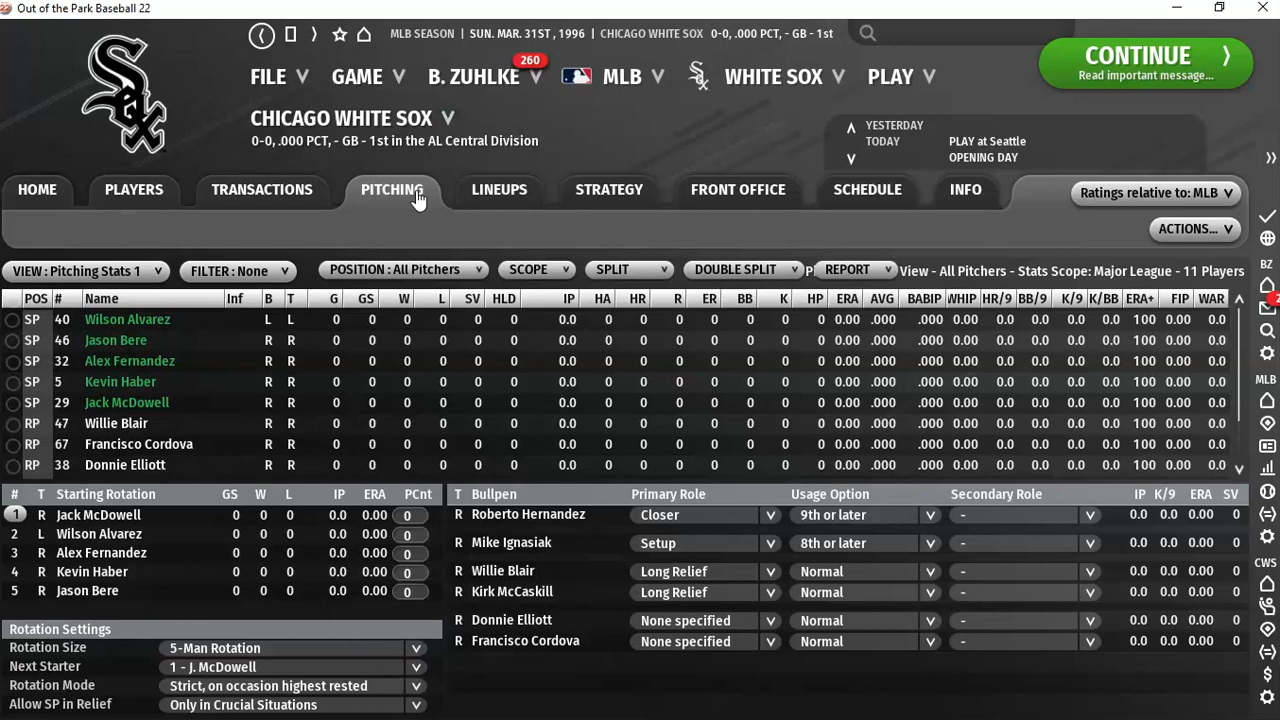 Out of the Park Baseball 22
MLB SEASON | SUN. MAR. 31ST, 1996 | CHICAGO WHITE SOX 0-0, .000 PCT, - GB - 1st
CONTINUE
Read important message...
260
FILE GAME B. ZUHLKE MLB WHITE SOX PLAY
CHICAGO WHITE SOX
0-0, .000 PCT, - GB - 1st in the AL Central Division
YESTERDAY
TODAY PLAY at Seattle
OPENING DAY
HOME PLAYERS TRANSACTIONS PITCHING LINEUPS STRATEGY FRONT OFFICE SCHEDULE INFO Ratings relative to: MLB
ACTIONS...
VIEW : Pitching Stats 1 FILTER : None POSITION : All Pitchers SCOPE SPLIT DOUBLE SPLIT REPORT View - All Pitchers - Stats Scope: Major League - 11 Players
POS # Name Inf B T G GS W L SV HLD IP HA HR R ER BB K HP ERA AVG BABIP WHIP HR/9 BB/9 K/9 K/BB ERA+ FIP WAR
SP 40 Wilson Alvarez L L 0 0 0 0 0 0 0.0 0 0 0 0 0 0 0 0.00 .000 .000 0.00 0.0 0.0 0.0 0.0 100 0.00 0.0
SP 46 Jason Bere R R 0 0 0 0 0 0 0.0 0 0 0 0 0 0 0 0.00 .000 .000 0.00 0.0 0.0 0.0 0.0 100 0.00 0.0
SP 32 Alex Fernandez R R 0 0 0 0 0 0 0.0 0 0 0 0 0 0 0 0.00 .000 .000 0.00 0.0 0.0 0.0 0.0 100 0.00 0.0
SP 5 Kevin Haber R R 0 0 0 0 0 0 0.0 0 0 0 0 0 0 0 0.00 .000 .000 0.00 0.0 0.0 0.0 0.0 100 0.00 0.0
SP 29 Jack McDowell R R 0 0 0 0 0 0 0.0 0 0 0 0 0 0 0 0.00 .000 .000 0.00 0.0 0.0 0.0 0.0 100 0.00 0.0
RP 47 Willie Blair R R 0 0 0 0 0 0 0.0 0 0 0 0 0 0 0 0.00 .000 .000 0.00 0.0 0.0 0.0 0.0 100 0.00 0.0
RP 67 Francisco Cordova R R 0 0 0 0 0 0 0.0 0 0 0 0 0 0 0 0.00 .000 .000 0.00 0.0 0.0 0.0 0.0 100 0.00 0.0
RP 38 Donnie Elliott R R 0 0 0 0 0 0 0.0 0 0 0 0 0 0 0 0.00 .000 .000 0.00 0.0 0.0 0.0 0.0 100 0.00 0.0
# T Starting Rotation GS W L IP ERA PCnt
1 R Jack McDowell 0 0 0 0.0 0.00 0
2 L Wilson Alvarez 0 0 0 0.0 0.00 0
3 R Alex Fernandez 0 0 0 0.0 0.00 0
4 R Kevin Haber 0 0 0 0.0 0.00 0
5 R Jason Bere 0 0 0 0.0 0.00 0
Rotation Settings
Rotation Size 5-Man Rotation
Next Starter 1 - J. McDowell
Rotation Mode Strict, on occasion highest rested
Allow SP in Relief Only in Crucial Situations
T Bullpen Primary Role Usage Option Secondary Role IP K/9 ERA SV
R Roberto Hernandez Closer 9th or later - 0.0 0.0 0.00 0
R Mike Ignasiak Setup 8th or later - 0.0 0.0 0.00 0
R Willie Blair Long Relief Normal - 0.0 0.0 0.00 0
R Kirk McCaskill Long Relief Normal - 0.0 0.0 0.00 0
R Donnie Elliott None specified Normal - 0.0 0.0 0.00 0
R Francisco Cordova None specified Normal - 0.0 0.0 0.00 0
BZ
2
MLB
CWS